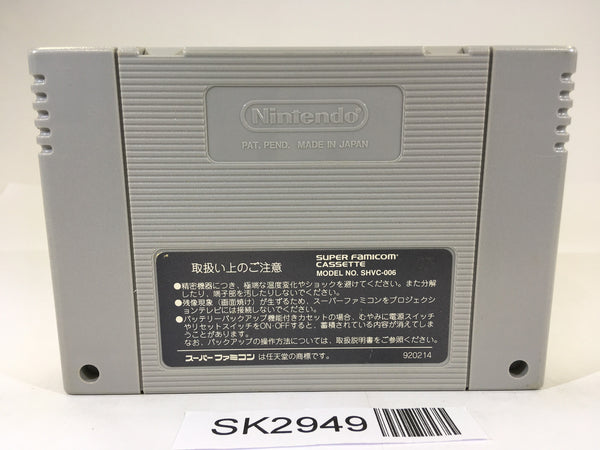 Nintendo
PAT. PEND. MADE IN JAPAN
取扱い上のご注意
SUPER FAMICOM
CASSETTE
MODEL NO. SHVC-006
●精密機器につき、極端な温度変化やショックを避けてください。また分解
したり、端子部を汚したりしないでください。
●残像現象(画面焼け)が生ずるため、スーパーファミコンをプロジェクシ
ョンテレビには接続しないでください。
●バッテリーバックアップ機能付きカセットの場合、むやみに電源スイッチ
やリセットスイッチをON・OFFすると、蓄積されている内容が消えてしま
うことがあります。
なお、バックアップの操作方法については、取扱説明書をご参照ください。
スーパーファミコン は任天堂の商標です。 920214
SK2949